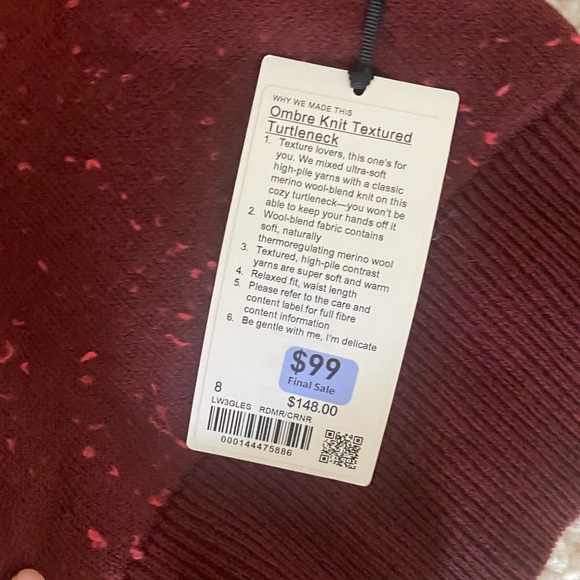 WHY WE MADE THIS
Ombre Knit Textured
Turtleneck
1. Texture lovers, this one's for
you. We mixed ultra-soft
high-pile yarns with a classic
merino wool-blend knit on this
cozy turtleneck—you won't be
able to keep your hands off it
2. Wool-blend fabric contains
soft, naturally
thermoregulating merino wool
3. Textured, high-pile contrast
yarns are super soft and warm
4. Relaxed fit, waist length
5. Please refer to the care and
content label for full fibre
content information
6. Be gentle with me, I'm delicate
$99
Final Sale
8
$148.00
LW3GLES RDMR/CRNR
000144475886